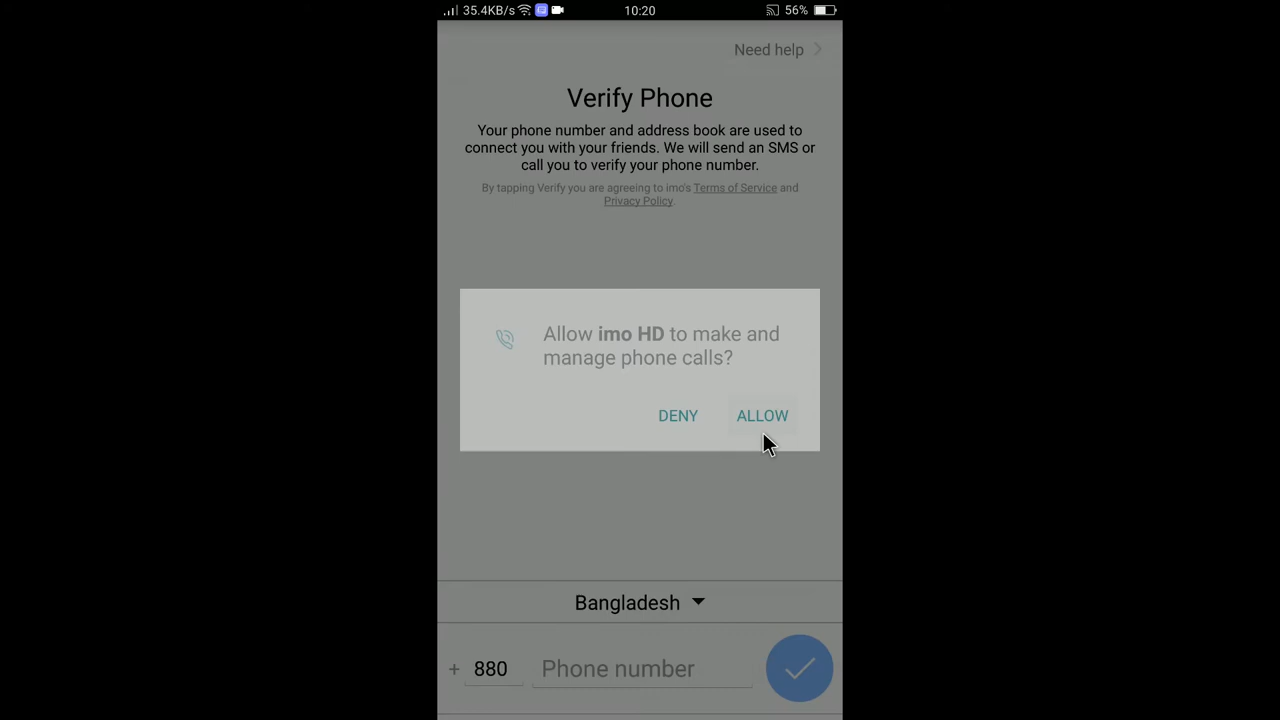 35.4KB/s 10:20 56%
Need help
Verify Phone
Your phone number and address book are used to
connect you with your friends. We will send an SMS or
call you to verify your phone number.
By tapping Verify you are agreeing to imo's Terms of Service and
Privacy Policy.
Allow imo HD to make and
manage phone calls?
DENY ALLOW
Bangladesh
+ 880 Phone number